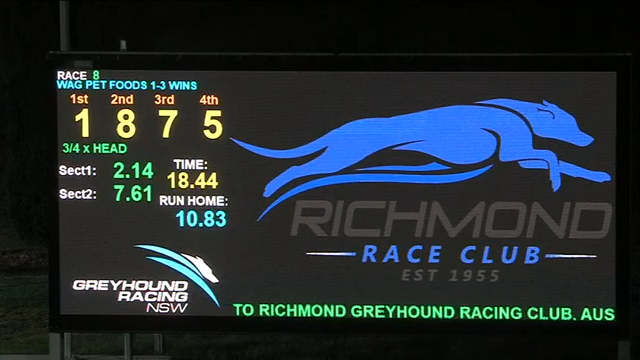 RACE 8
WAG PET FOODS 1-3 WINS
1st 2nd 3rd 4th
1 8 7 5
3/4 x HEAD
Sect1: 2.14
Sect2: 7.61
TIME:
18.44
RUN HOME:
10.83
GREYHOUND
RACING
NSW
RICHMOND
RACE CLUB
EST 1955
TO RICHMOND GREYHOUND RACING CLUB. AUS